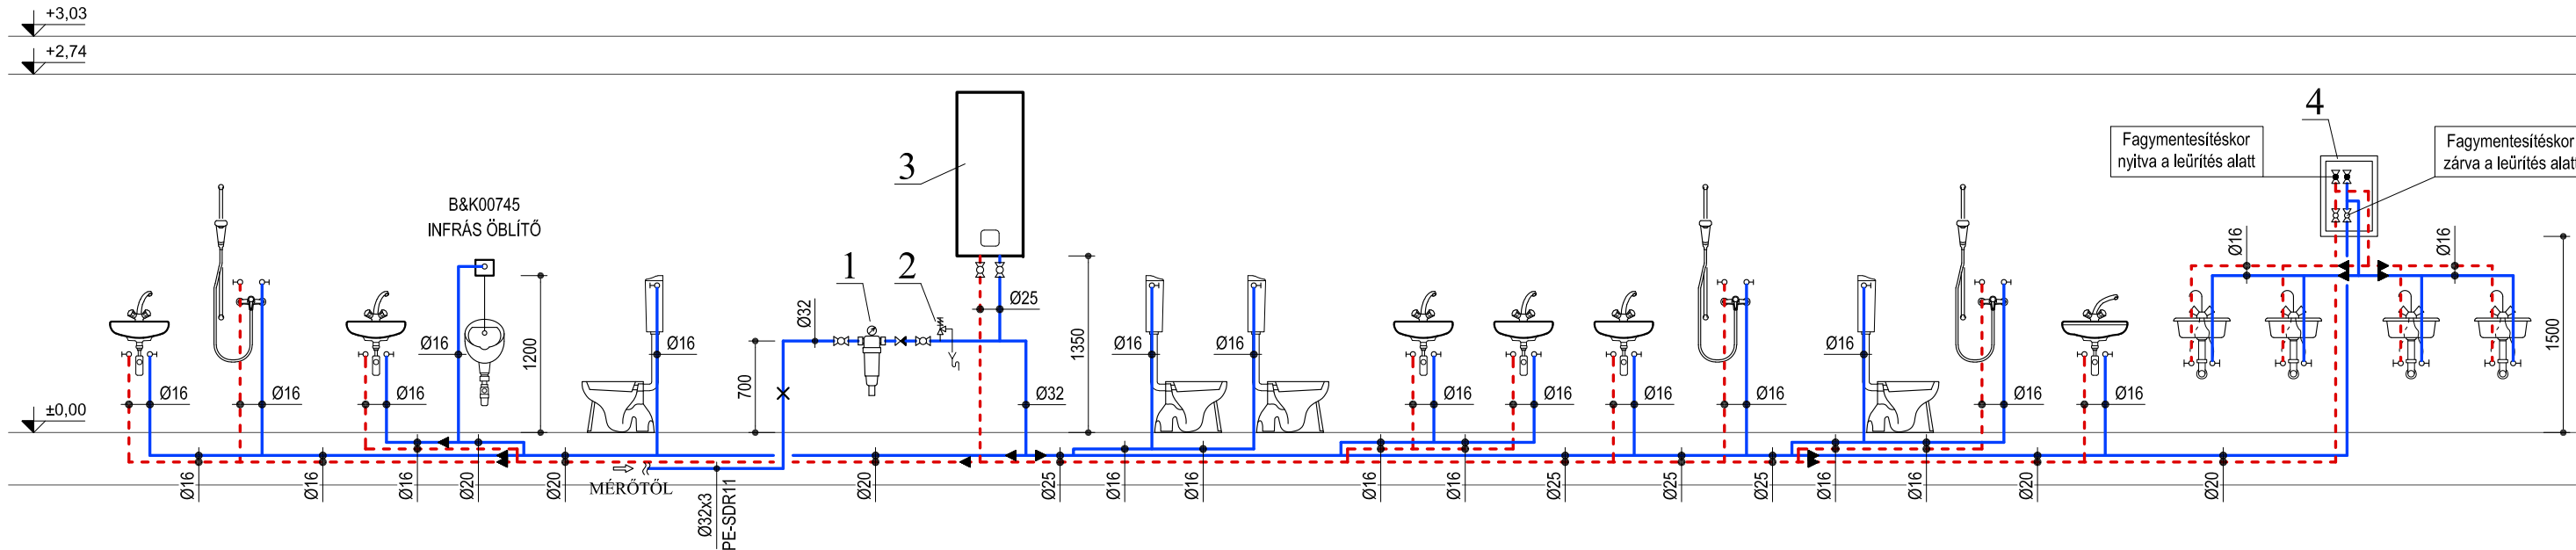 +3,03
+2,74
4
Fagymentesítéskor
nyitva a leürítés alatt
Fagymentesítéskor
zárva a leürítés alatt
3
B&K00745
INFRÁS ÖBLÍTŐ
1
2
Ø16
Ø16
1500
Ø25
Ø32
1200
1350
700
Ø16
Ø16
Ø16
Ø16
Ø16
±0,00
Ø16
Ø16
Ø16
Ø32
Ø16
Ø16
Ø16
Ø16
Ø16
Ø16
MÉRŐTŐL
Ø16
Ø16
Ø16
Ø20
Ø20
Ø32x3
PE-SDR11
Ø20
Ø25
Ø16
Ø16
Ø16
Ø16
Ø25
Ø25
Ø25
Ø16
Ø16
Ø20
Ø20